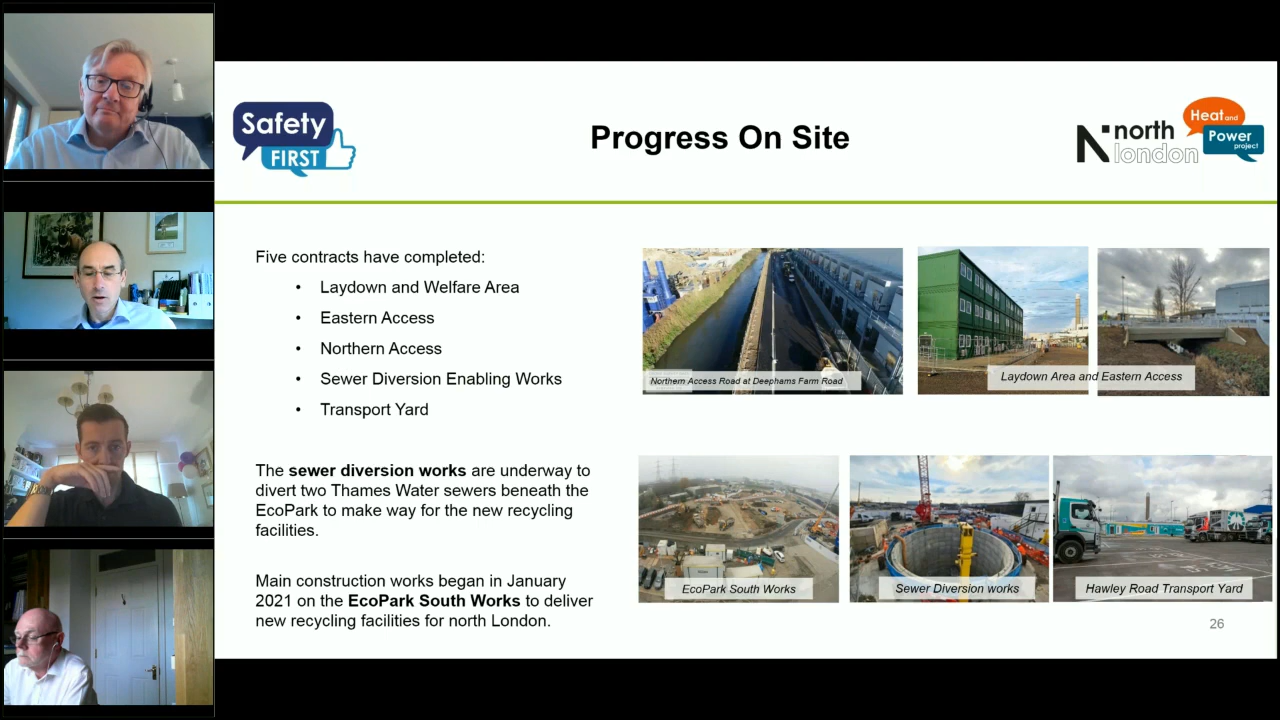 Safety
FIRST
Progress On Site
north
london
Heat and
Power
project
Five contracts have completed:
• Laydown and Welfare Area
• Eastern Access
• Northern Access
• Sewer Diversion Enabling Works
• Transport Yard
The sewer diversion works are underway to
divert two Thames Water sewers beneath the
EcoPark to make way for the new recycling
facilities.
Main construction works began in January
2021 on the EcoPark South Works to deliver
new recycling facilities for north London.
Northern Access Road at Deephams Farm Road
Laydown Area and Eastern Access
EcoPark South Works
Sewer Diversion works
Hawley Road Transport Yard
26